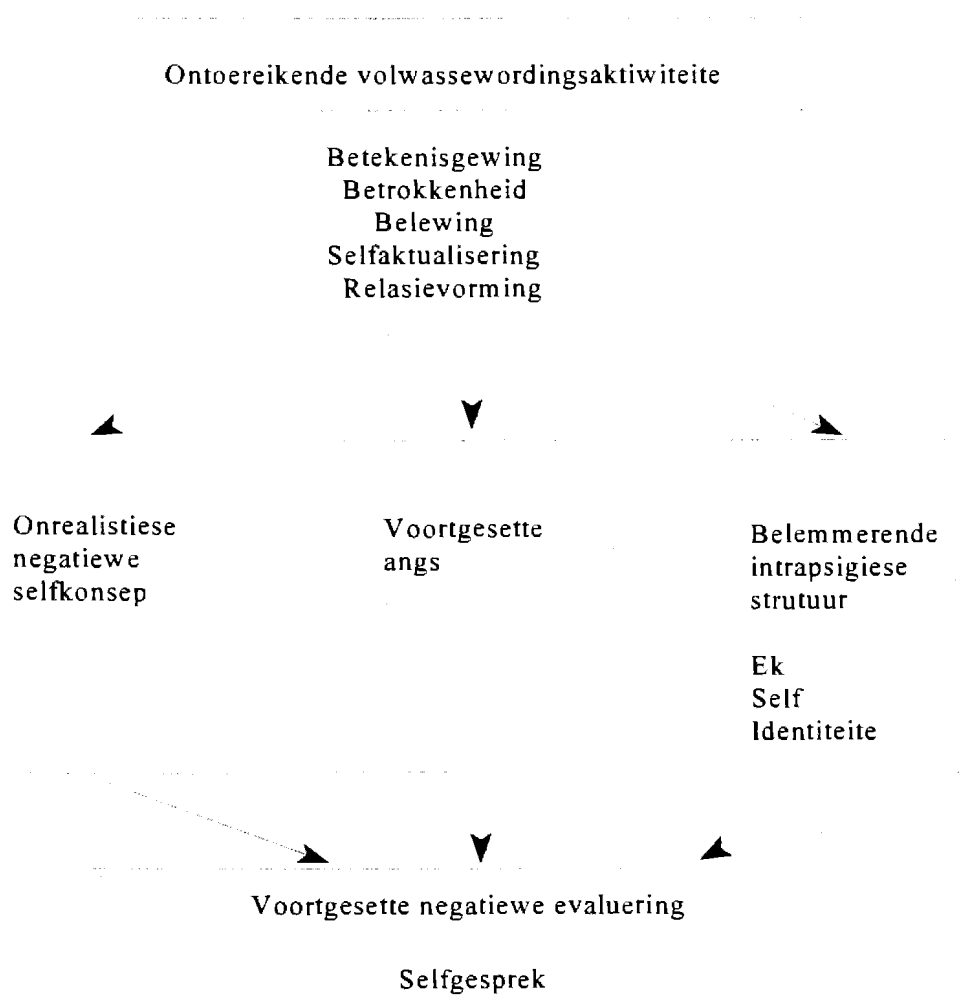 Ontoereikende volwassewordingsaktiwiteite
Betekenisgewing
Betrokkenheid
Belewing
Selfaktualisering
Relasievorming
Onrealistiese
negatiewe
selfkonsep
Voortgesette
angs
Belemmerende
intrapsigiese
strutuur
Ek
Self
Identiteite
Voortgesette negatiewe evaluering
Selfgesprek